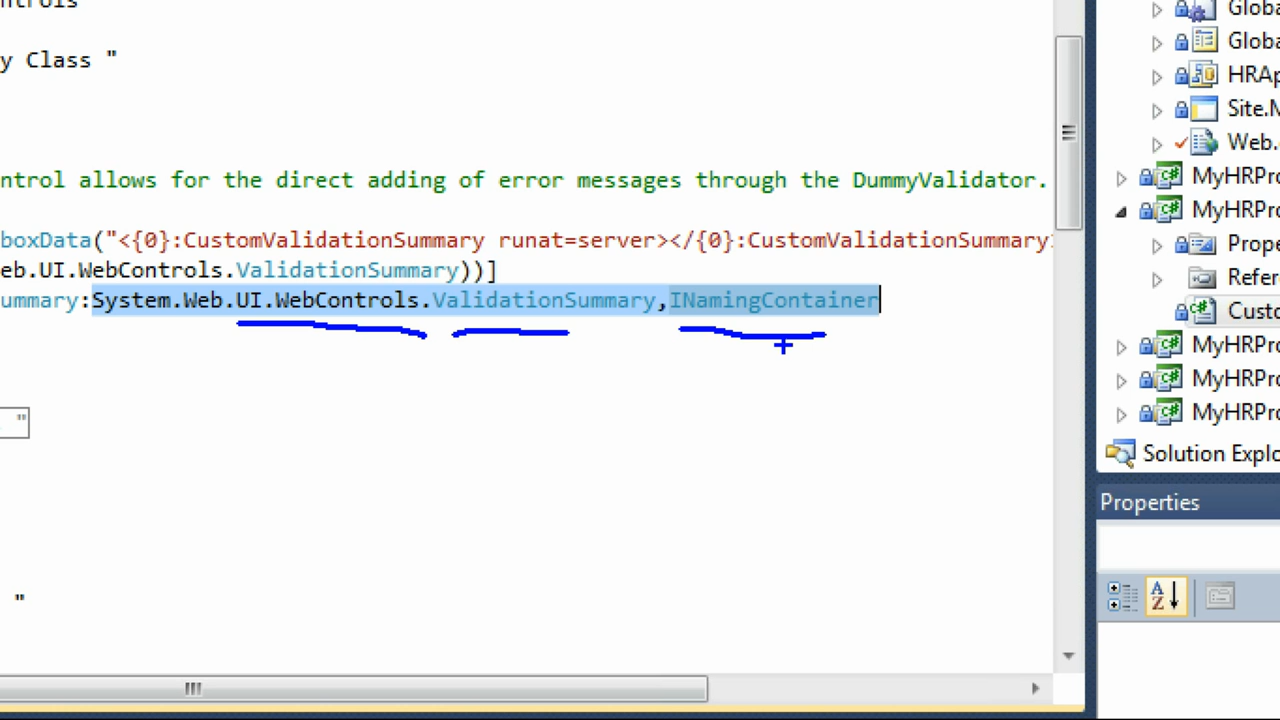 ontrols
y Class "
ntrol allows for the direct adding of error messages through the DummyValidator.
boxData("<{0}:CustomValidationSummary runat=server></{0}:CustomValidationSummary
eb.UI.WebControls.ValidationSummary))]
ummary:System.Web.UI.WebControls.ValidationSummary,INamingContainer
"
"
Globa
Globa
HRAp
Site.M
Web.
MyHRPro
MyHRPro
Prope
Refer
Custo
MyHRPro
MyHRPro
MyHRPro
Solution Explo
Properties
A
Z